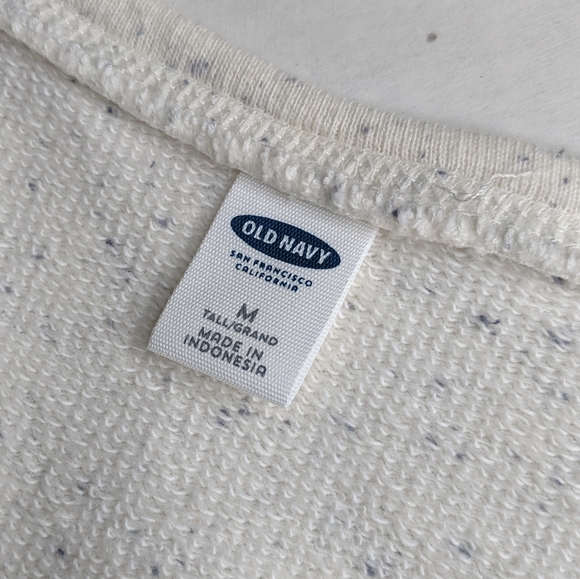 OLD NAVY
SAN FRANCISCO
CALIFORNIA
M
TALL/GRAND
MADE IN
INDONESIA